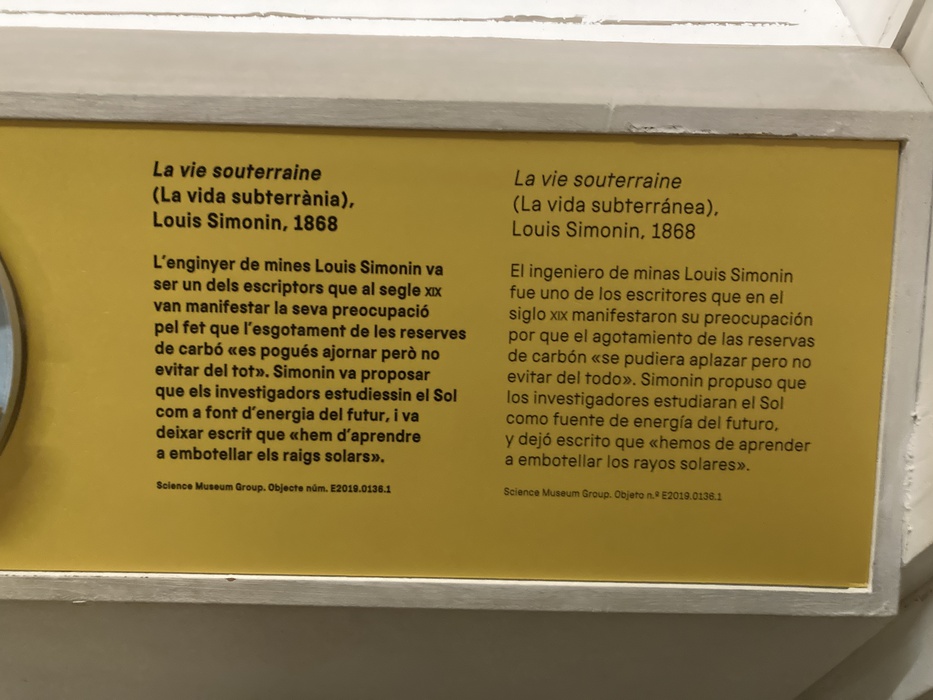 La vie souterraine
(La vida subterrània),
Louis Simonin, 1868
L'enginyer de mines Louis Simonin va
ser un dels escriptors que al segle XIX
van manifestar la seva preocupació
pel fet que l'esgotament de les reserves
de carbó «es pogués ajornar però no
evitar del tot». Simonin va proposar
que els investigadors estudiessin el Sol
com a font d'energia del futur, i va
deixar escrit que «hem d'aprendre
a embotellar els raigs solars».
Science Museum Group. Objecte núm. E2019.0136.1
La vie souterraine
(La vida subterránea),
Louis Simonin, 1868
El ingeniero de minas Louis Simonin
fue uno de los escritores que en el
siglo XIX manifestaron su preocupación
por que el agotamiento de las reservas
de carbón «se pudiera aplazar pero no
evitar del todo». Simonin propuso que
los investigadores estudiaran el Sol
como fuente de energía del futuro,
y dejó escrito que «hemos de aprender
a embotellar los rayos solares».
Science Museum Group. Objeto n.º E2019.0136.1